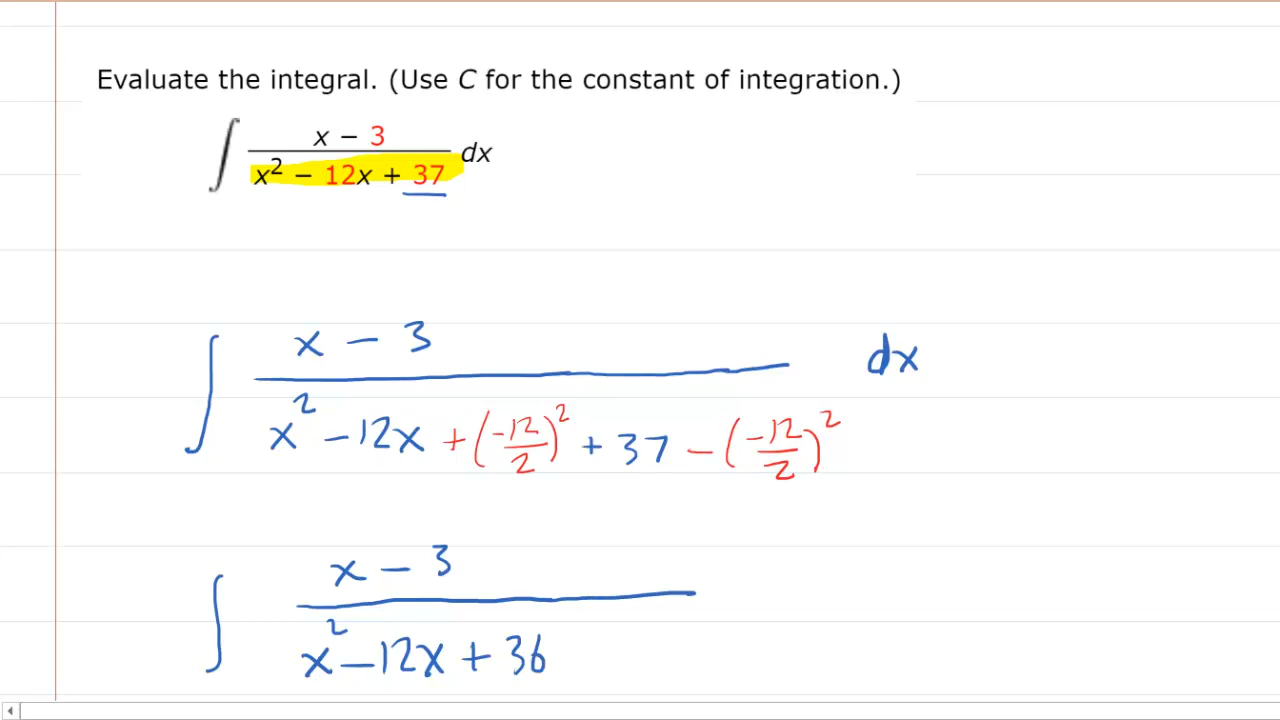 Evaluate the integral. (Use C for the constant of integration.)
∫ (x − 3)/(x² − 12x + 37) dx
∫ (x − 3)/(x² − 12x + (−12/2)² + 37 − (−12/2)²) dx
∫ (x − 3)/(x² − 12x + 36